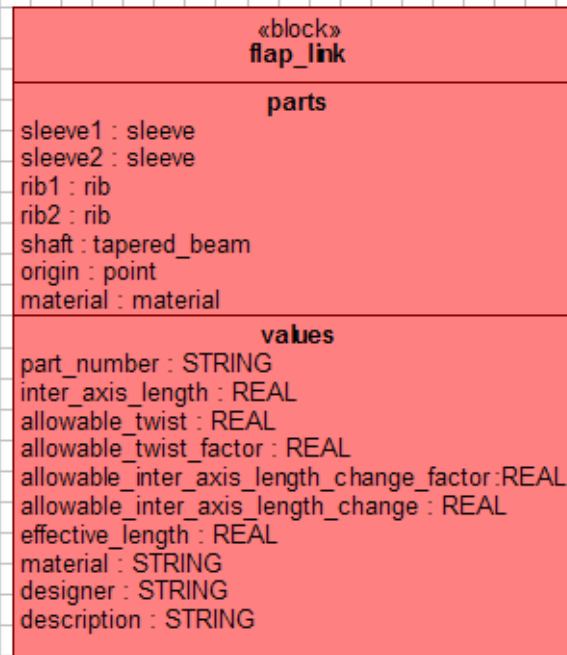 «block»
flap_link
parts
sleeve1 : sleeve
sleeve2 : sleeve
rib1 : rib
rib2 : rib
shaft : tapered_beam
origin : point
material : material
values
part_number : STRING
inter_axis_length : REAL
allowable_twist : REAL
allowable_twist_factor : REAL
allowable_inter_axis_length_change_factor:REAL
allowable_inter_axis_length_change : REAL
effective_length : REAL
material : STRING
designer : STRING
description : STRING